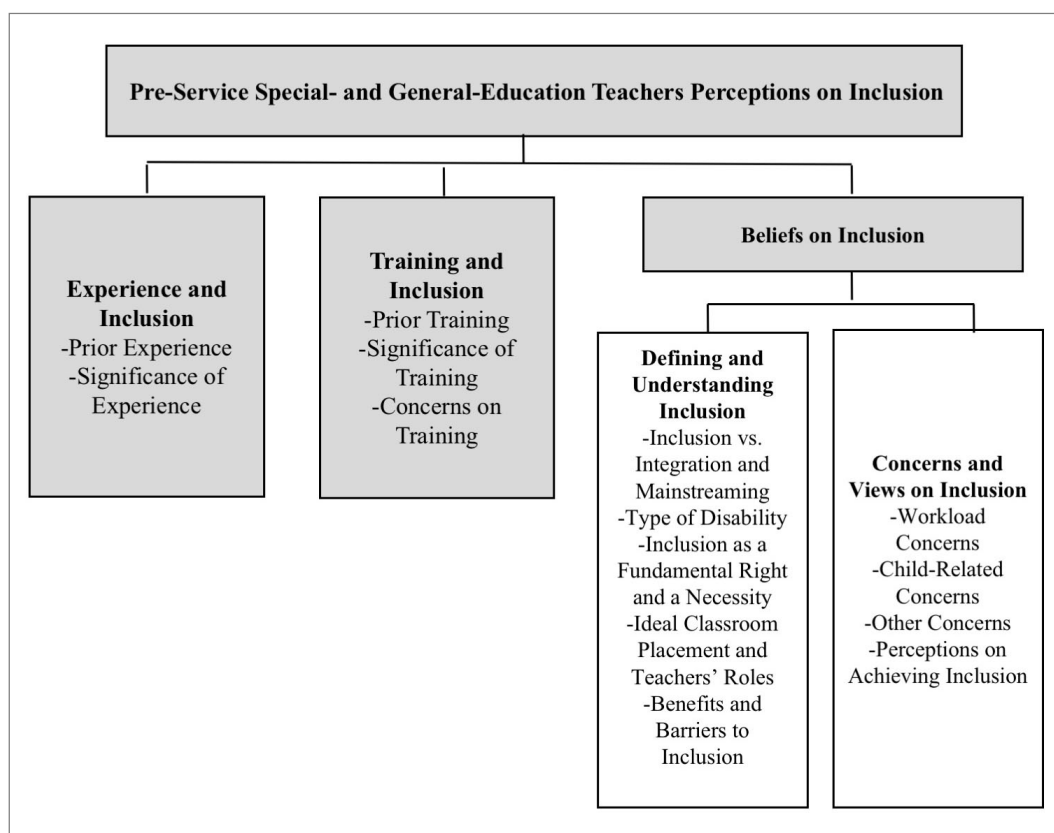 Pre-Service Special- and General-Education Teachers Perceptions on Inclusion
Experience and
Inclusion
-Prior Experience
-Significance of
Experience
Training and
Inclusion
-Prior Training
-Significance of
Training
-Concerns on
Training
Beliefs on Inclusion
Defining and
Understanding
Inclusion
-Inclusion vs.
Integration and
Mainstreaming
-Type of Disability
-Inclusion as a
Fundamental Right
and a Necessity
-Ideal Classroom
Placement and
Teachers’ Roles
-Benefits and
Barriers to
Inclusion
Concerns and
Views on Inclusion
-Workload
Concerns
-Child-Related
Concerns
-Other Concerns
-Perceptions on
Achieving Inclusion